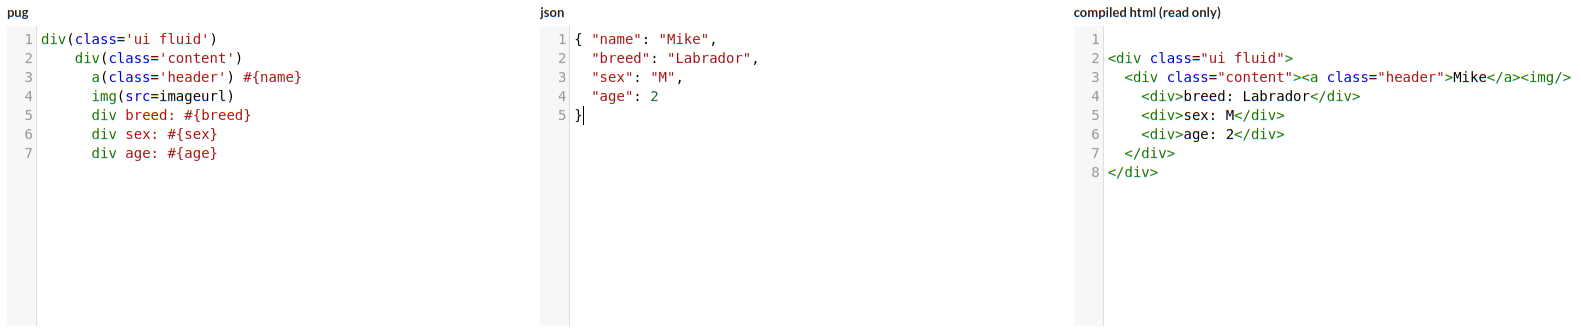 pug
1 div(class='ui fluid')
2     div(class='content')
3       a(class='header') #{name}
4       img(src=imageurl)
5       div breed: #{breed}
6       div sex: #{sex}
7       div age: #{age}
json
1 { "name": "Mike",
2   "breed": "Labrador",
3   "sex": "M",
4   "age": 2
5 }
compiled html (read only)
1
2 <div class="ui fluid">
3   <div class="content"><a class="header">Mike</a><img/>
4     <div>breed: Labrador</div>
5     <div>sex: M</div>
6     <div>age: 2</div>
7   </div>
8 </div>